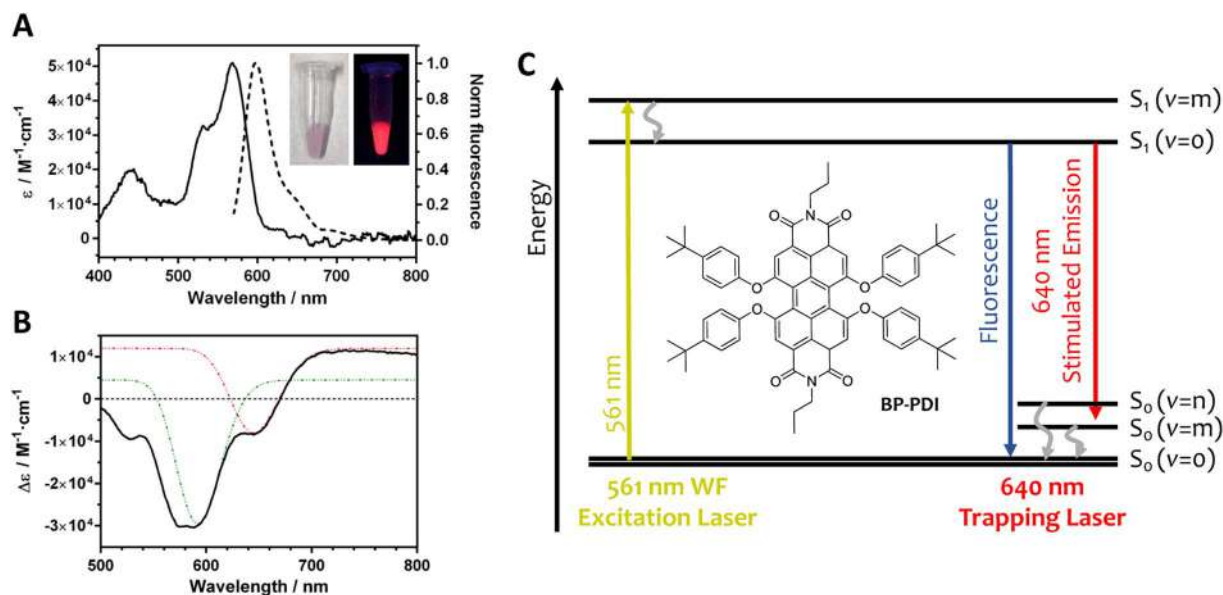 A
ε / M⁻¹·cm⁻¹
5×10⁴
4×10⁴
3×10⁴
2×10⁴
1×10⁴
0
400 500 600 700 800
Wavelength / nm
1.0
0.8
0.6
0.4
0.2
0.0
Norm fluorescence
B
Δε / M⁻¹·cm⁻¹
1×10⁴
0
-1×10⁴
-2×10⁴
-3×10⁴
500 600 700 800
Wavelength / nm
C
Energy
S₁ (v=m)
S₁ (v=0)
561 nm
Fluorescence
640 nm
Stimulated Emission
N
O
O
O
O
O
O
O
N
O
BP-PDI
S₀ (v=n)
S₀ (v=m)
S₀ (v=0)
561 nm WF
Excitation Laser
640 nm
Trapping Laser